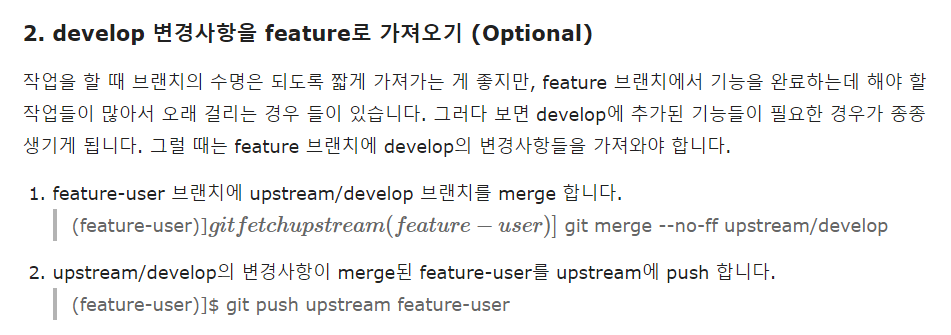 2. develop 변경사항을 feature로 가져오기 (Optional)
작업을 할 때 브랜치의 수명은 되도록 짧게 가져가는 게 좋지만, feature 브랜치에서 기능을 완료하는데 해야 할
작업들이 많아서 오래 걸리는 경우 들이 있습니다. 그러다 보면 develop에 추가된 기능들이 필요한 경우가 종종
생기게 됩니다. 그럴 때는 feature 브랜치에 develop의 변경사항들을 가져와야 합니다.
1. feature-user 브랜치에 upstream/develop 브랜치를 merge 합니다.
(feature-user)]gitfetchupstream(feature−user)] git merge --no-ff upstream/develop
2. upstream/develop의 변경사항이 merge된 feature-user를 upstream에 push 합니다.
(feature-user)]$ git push upstream feature-user